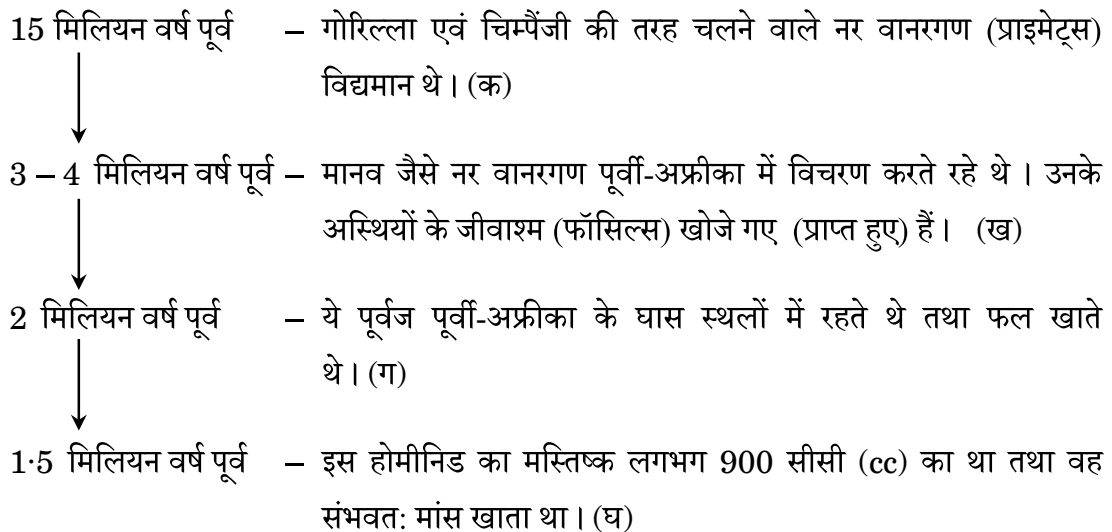 15 मिलियन वर्ष पूर्व – गोरिल्ला एवं चिम्पैंजी की तरह चलने वाले नर वानरगण (प्राइमेट्स)
विद्यमान थे । (क)
3 – 4 मिलियन वर्ष पूर्व – मानव जैसे नर वानरगण पूर्वी-अफ्रीका में विचरण करते रहे थे । उनके
अस्थियों के जीवाश्म (फॉसिल्स) खोजे गए (प्राप्त हुए) हैं । (ख)
2 मिलियन वर्ष पूर्व – ये पूर्वज पूर्वी-अफ्रीका के घास स्थलों में रहते थे तथा फल खाते
थे । (ग)
1·5 मिलियन वर्ष पूर्व – इस होमीनिड का मस्तिष्क लगभग 900 सीसी (cc) का था तथा वह
संभवत: मांस खाता था । (घ)